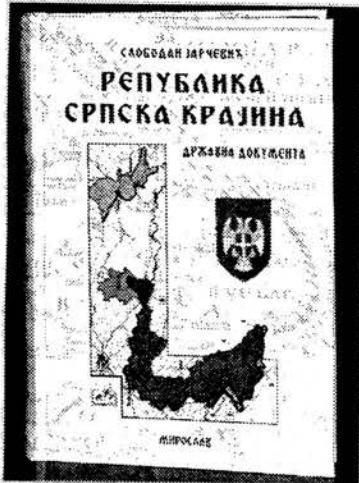 СЛОБОДАН ЈАРЧЕВИЋ
РЕПУБЛИКА
СРПСКА КРАЈИНА
ДРЖАВНА ДОКУМЕНТА
МИРОСЛАВ